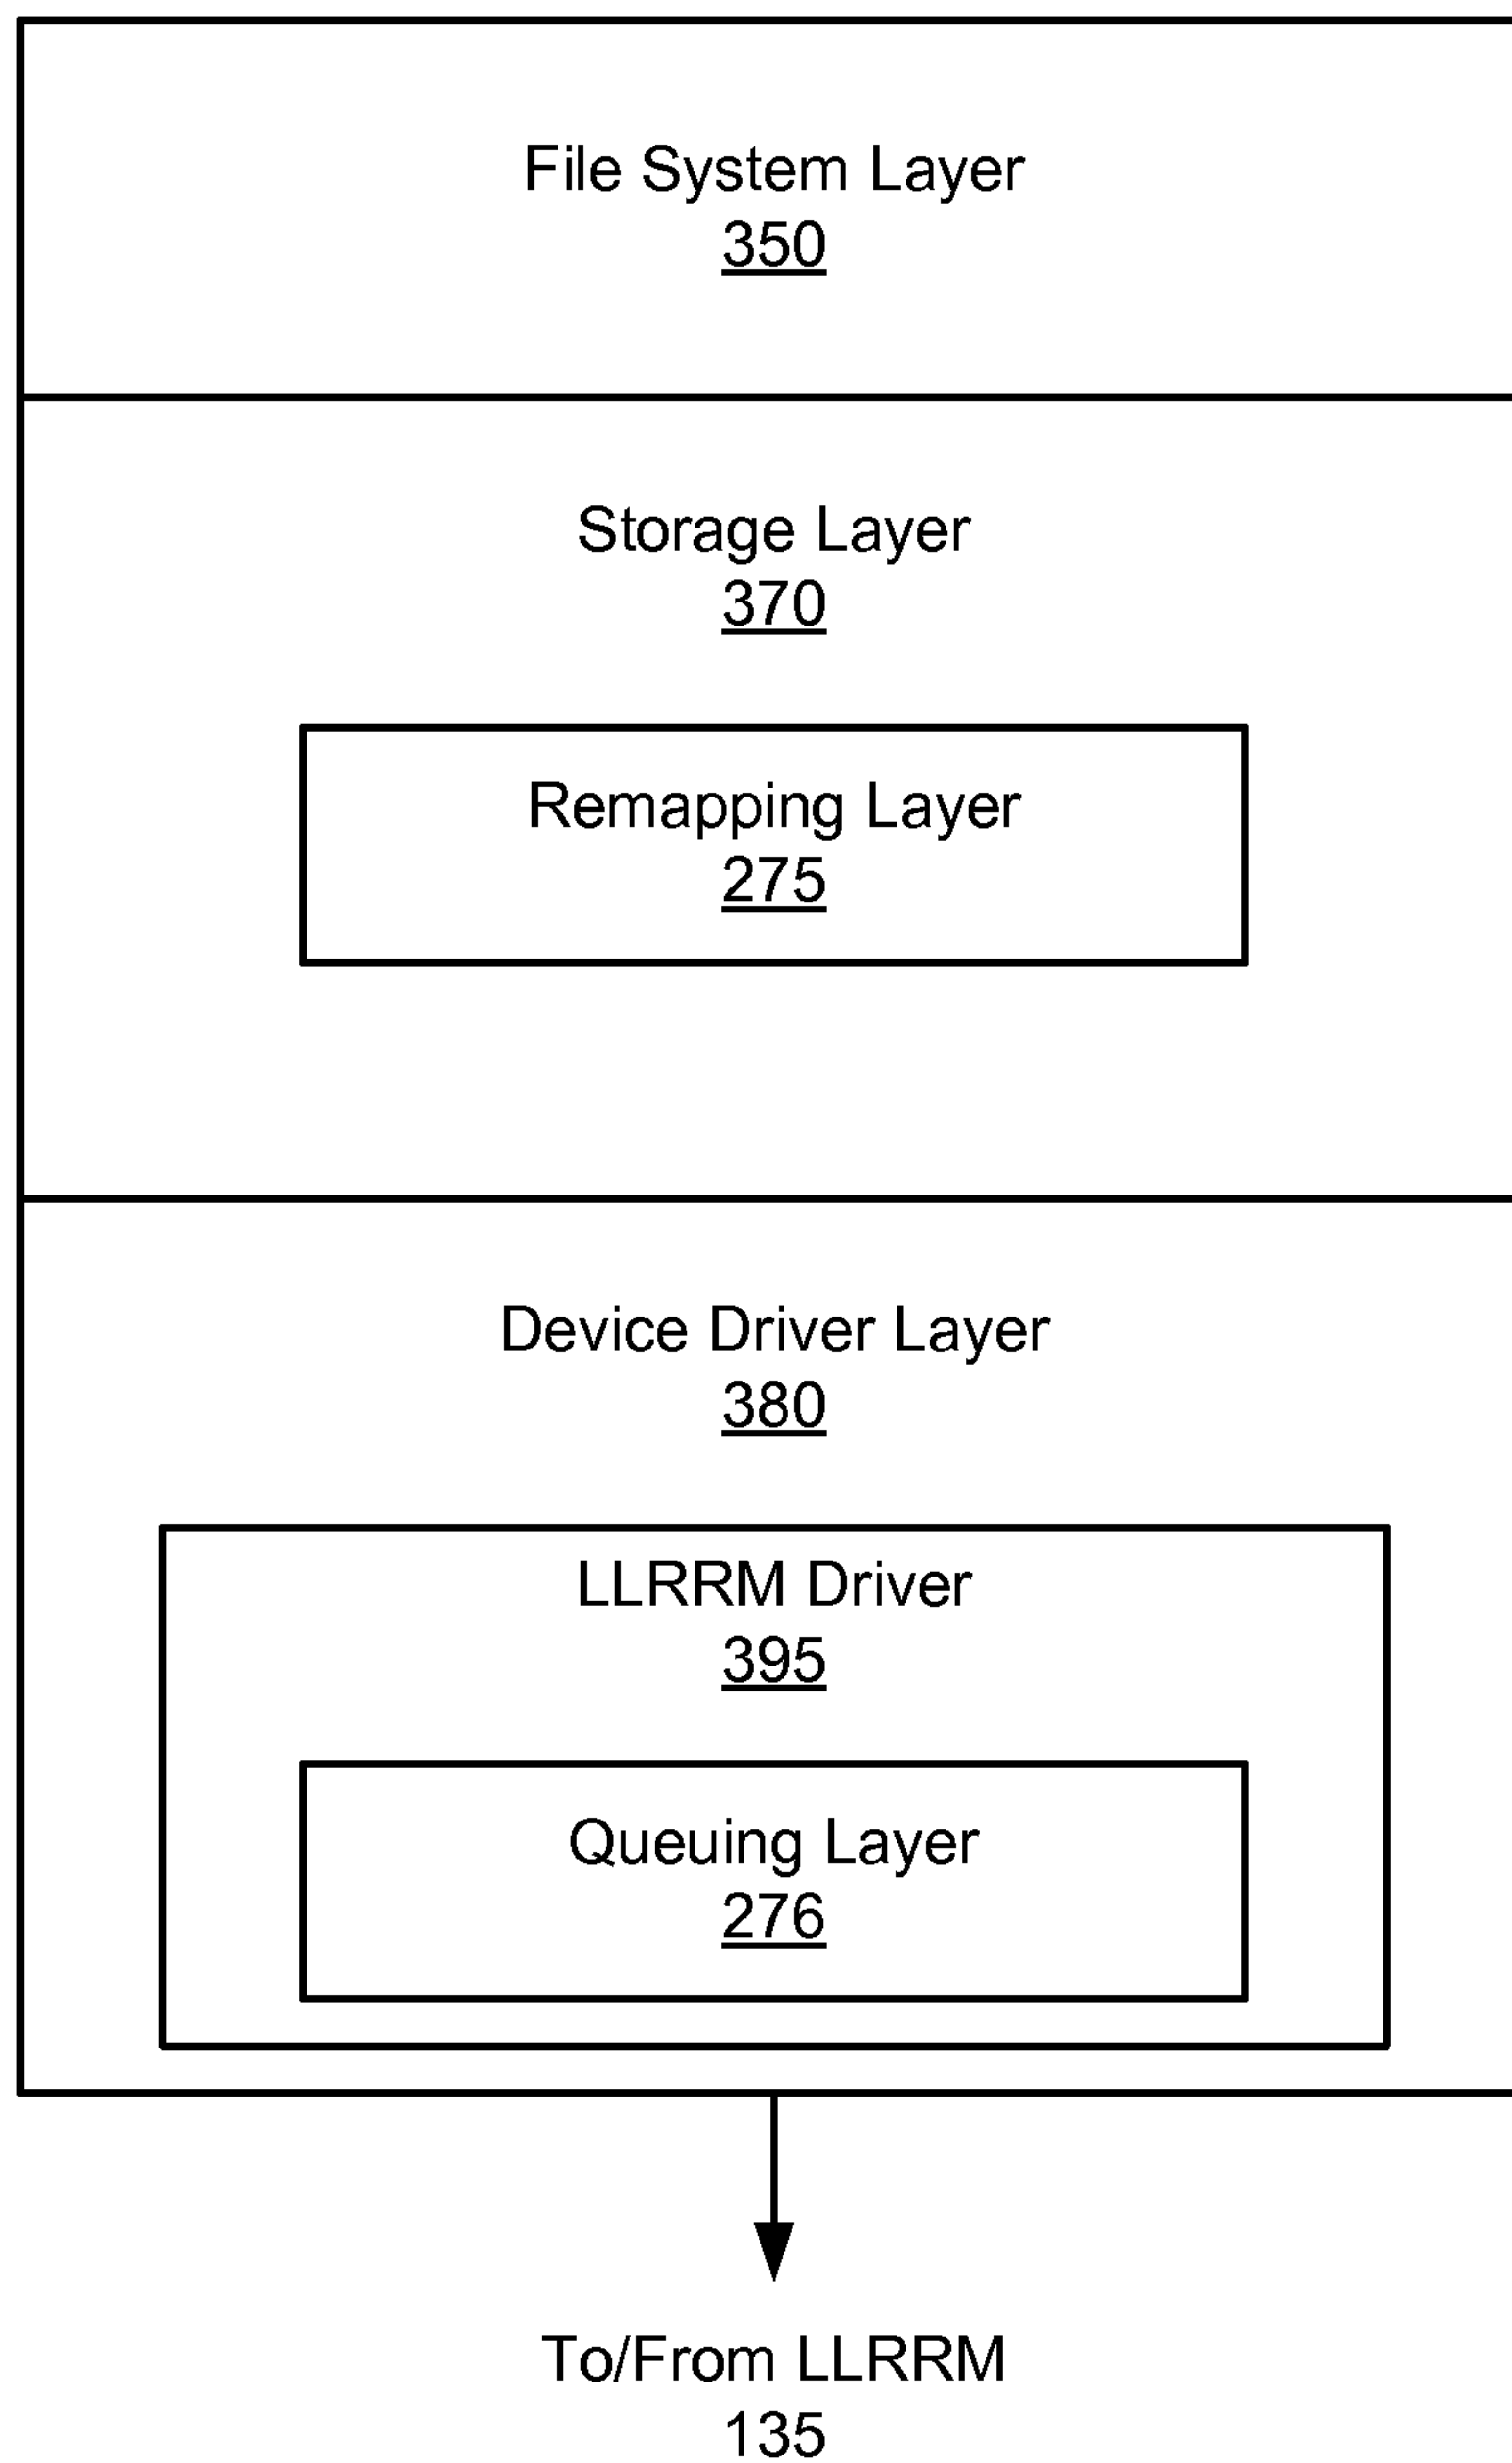 File System Layer
350
Storage Layer
370
Remapping Layer
275
Device Driver Layer
380
LLRRM Driver
395
Queuing Layer
276
To/From LLRRM
135